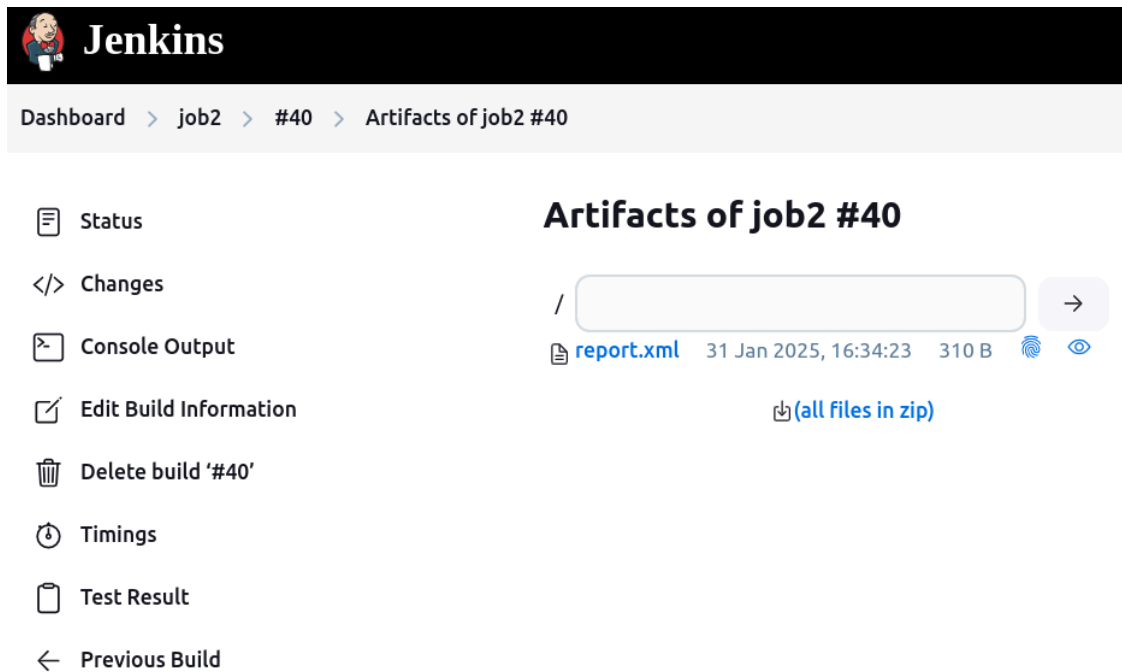 Jenkins
Dashboard > job2 > #40 > Artifacts of job2 #40
Status
Changes
Console Output
Edit Build Information
Delete build ‘#40’
Timings
Test Result
Previous Build
Artifacts of job2 #40
/
report.xml 31 Jan 2025, 16:34:23 310 B
(all files in zip)